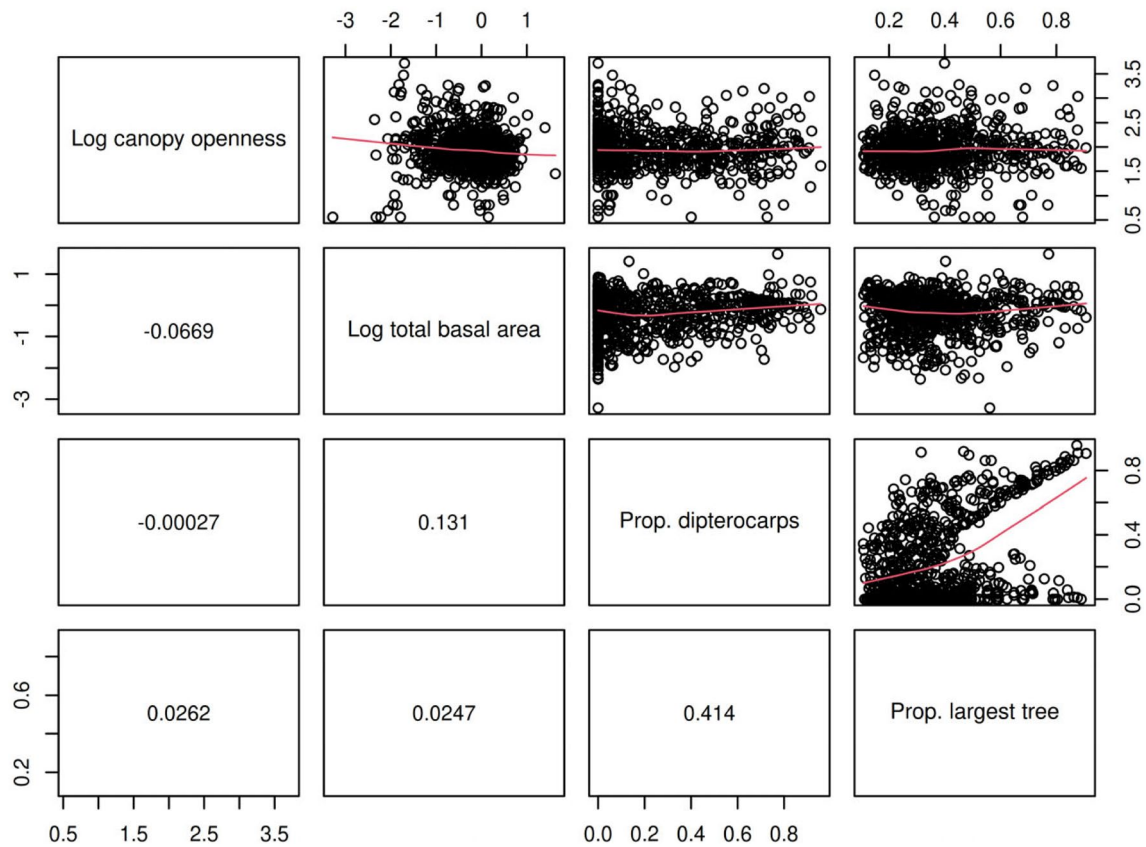 -3 -2 -1 0 1
0.2 0.4 0.6 0.8
Log canopy openness
0.5 1.5 2.5 3.5
-3 -1 1
-0.0669
Log total basal area
-0.00027
0.131
Prop. dipterocarps
0.0 0.4 0.8
0.2 0.6
0.0262
0.0247
0.414
Prop. largest tree
0.5 1.5 2.5 3.5
0.0 0.2 0.4 0.6 0.8